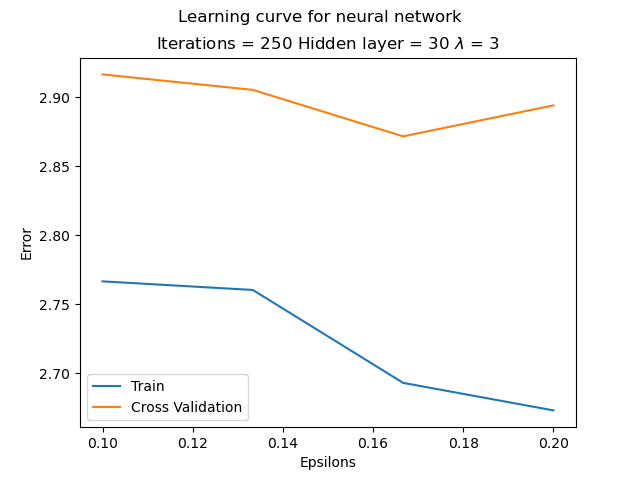 Learning curve for neural network
Iterations = 250 Hidden layer = 30 λ = 3
2.90
2.85
2.80
2.75
2.70
Error
Train
Cross Validation
0.10 0.12 0.14 0.16 0.18 0.20
Epsilons